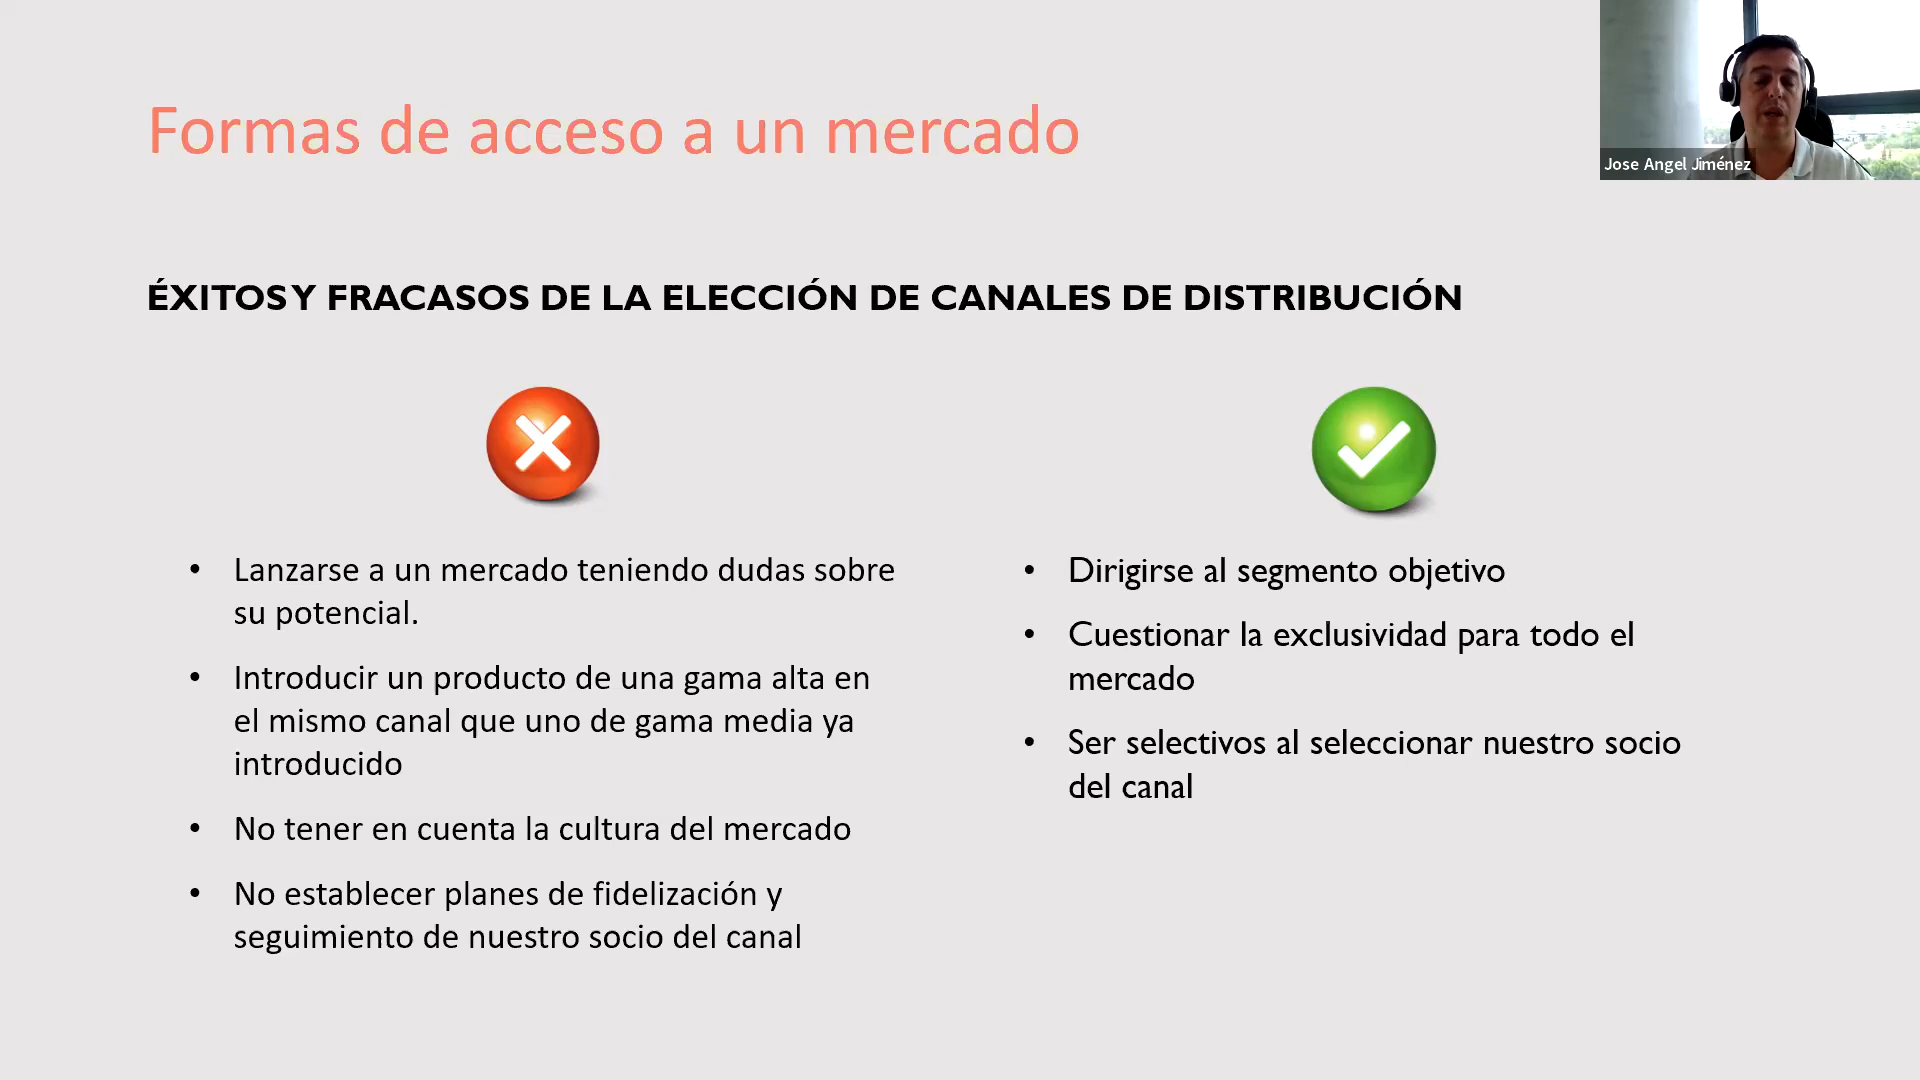 Formas de acceso a un mercado
Jose Angel Jiménez
ÉXITOS Y FRACASOS DE LA ELECCIÓN DE CANALES DE DISTRIBUCIÓN
• Lanzarse a un mercado teniendo dudas sobre
su potencial.
• Introducir un producto de una gama alta en
el mismo canal que uno de gama media ya
introducido
• No tener en cuenta la cultura del mercado
• No establecer planes de fidelización y
seguimiento de nuestro socio del canal
• Dirigirse al segmento objetivo
• Cuestionar la exclusividad para todo el
mercado
• Ser selectivos al seleccionar nuestro socio
del canal